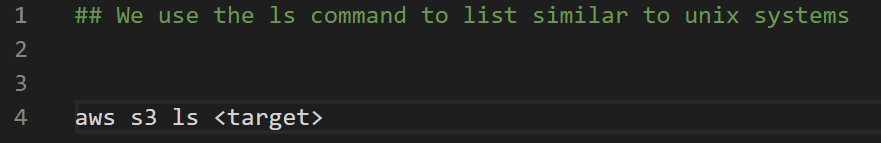 1 ## We use the ls command to list similar to unix systems
2
3
4 aws s3 ls <target>